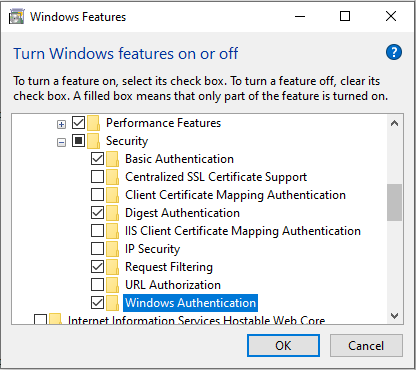 Windows Features
Turn Windows features on or off
To turn a feature on, select its check box. To turn a feature off, clear its
check box. A filled box means that only part of the feature is turned on.
Performance Features
Security
Basic Authentication
Centralized SSL Certificate Support
Client Certificate Mapping Authentication
Digest Authentication
IIS Client Certificate Mapping Authentication
IP Security
Request Filtering
URL Authorization
Windows Authentication
Internet Information Services Hostable Web Core
OK
Cancel